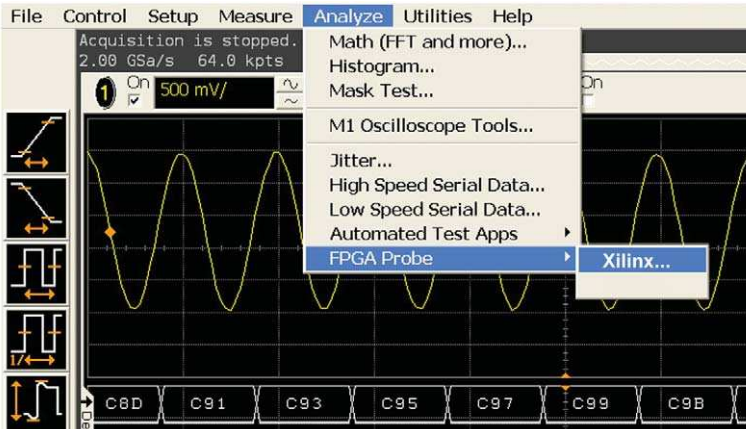 File Control Setup Measure Analyze Utilities Help
Acquisition is stopped.
2.00 GSa/s 64.0 kpts
1 On 500 mV/
On
Math (FFT and more)...
Histogram...
Mask Test...
M1 Oscilloscope Tools...
Jitter...
High Speed Serial Data...
Low Speed Serial Data...
Automated Test Apps
FPGA Probe
Xilinx...
1/
C8D C91 C93 C95 C97 C99 C9B